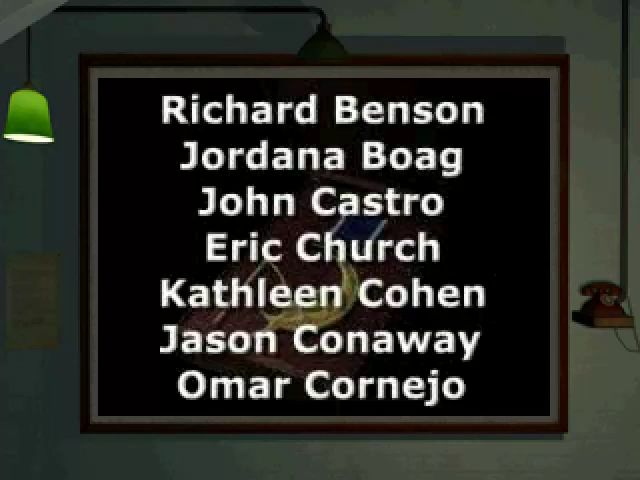 Richard Benson
Jordana Boag
John Castro
Eric Church
Kathleen Cohen
Jason Conaway
Omar Cornejo